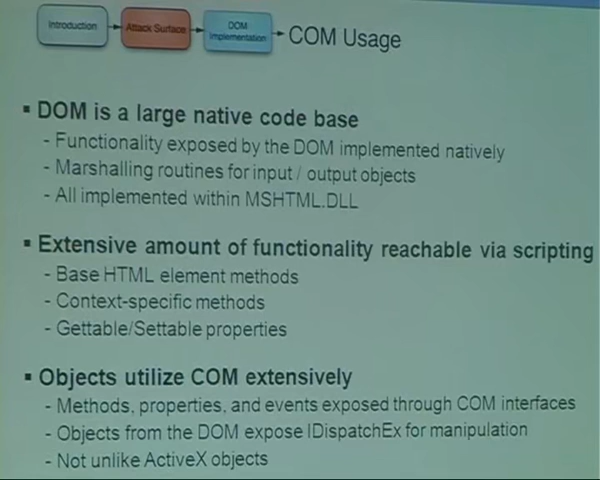 Introduction
Attack Surface
DOM
Implementation
COM Usage
▪ DOM is a large native code base
- Functionality exposed by the DOM implemented natively
- Marshalling routines for input / output objects
- All implemented within MSHTML.DLL
▪ Extensive amount of functionality reachable via scripting
- Base HTML element methods
- Context-specific methods
- Gettable/Settable properties
▪ Objects utilize COM extensively
- Methods, properties, and events exposed through COM interfaces
- Objects from the DOM expose IDispatchEx for manipulation
- Not unlike ActiveX objects